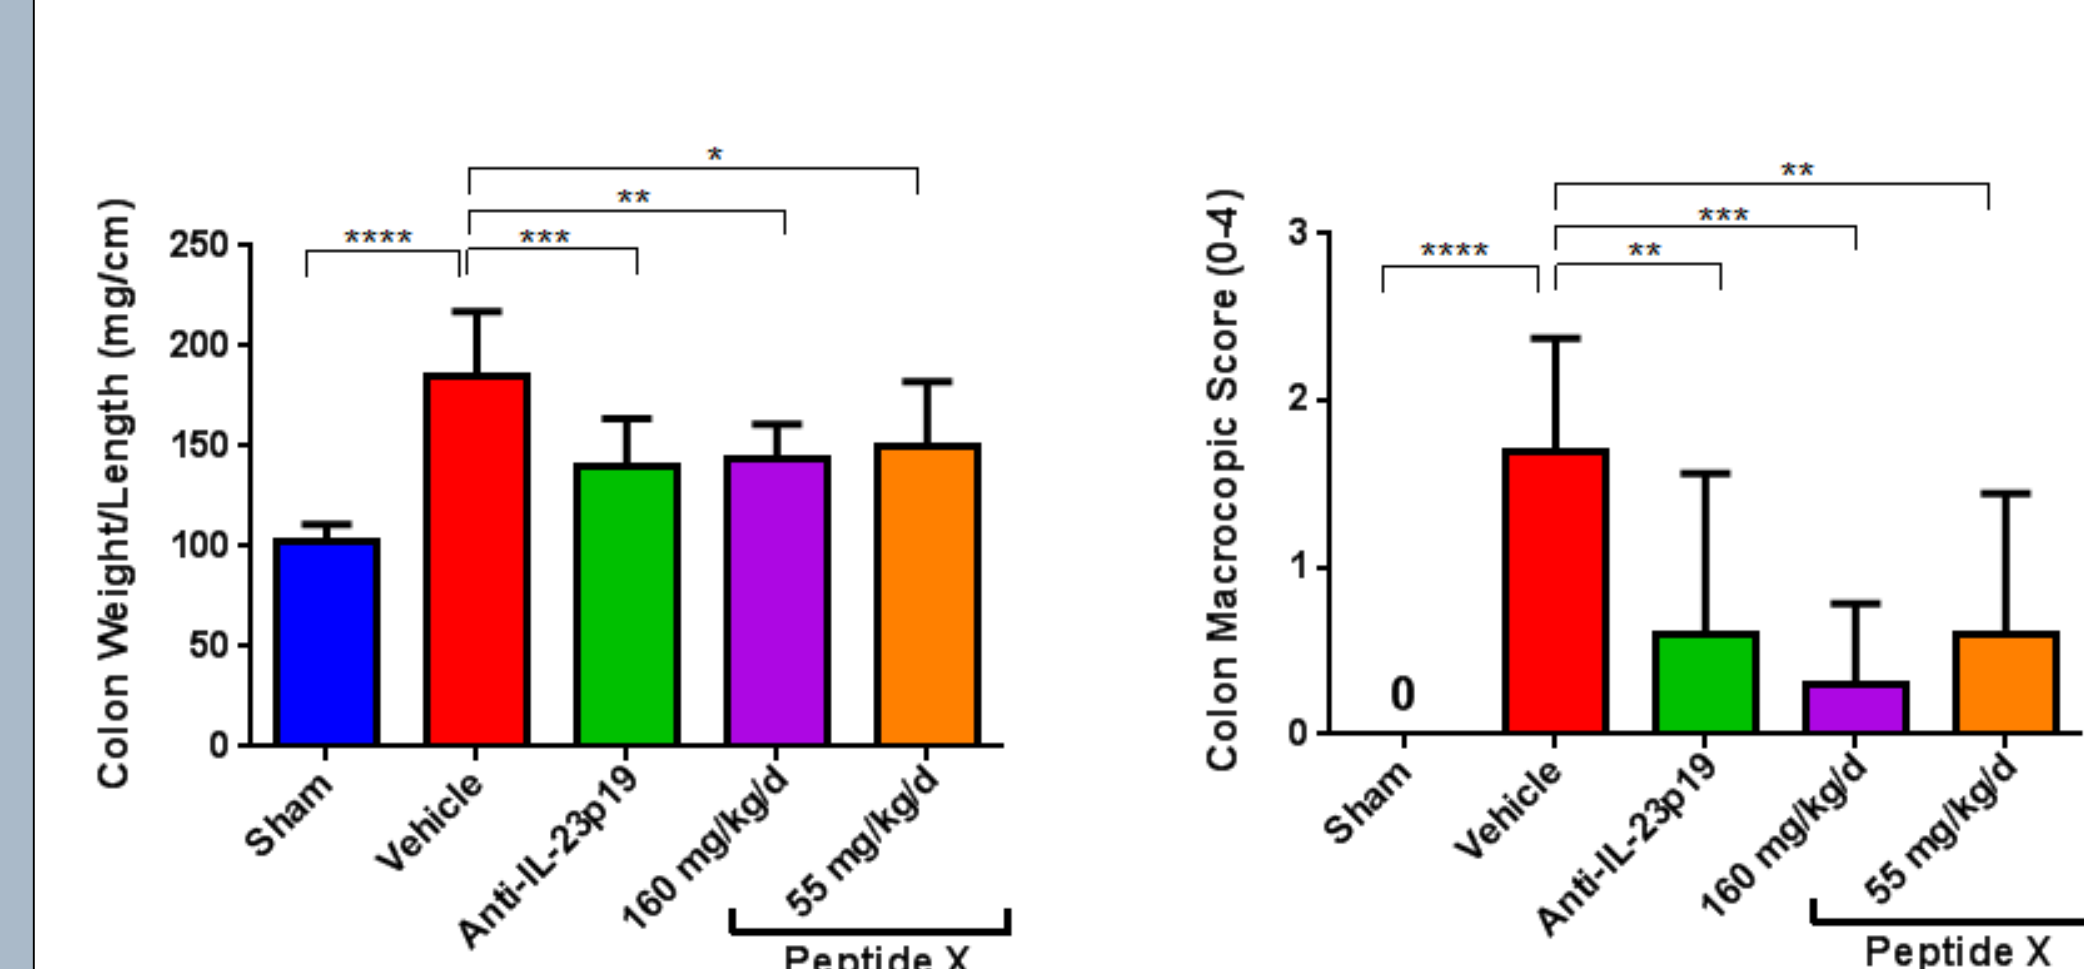 Colon Weight/Length (mg/cm)
250
200
150
100
50
0
****
***
**
*
Sham
Vehicle
Anti-IL-23p19
160 mg/kg/d
55 mg/kg/d
Peptide X
Colon Macrocopic Score (0-4)
3
2
1
0
****
**
***
**
0
Sham
Vehicle
Anti-IL-23p19
160 mg/kg/d
55 mg/kg/d
Peptide X